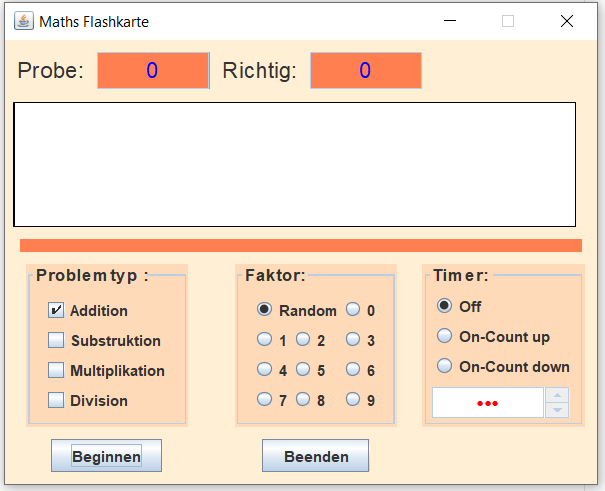 Maths Flashkarte
Probe: 0 Richtig: 0
Problemtyp : Faktor: Timer:
Addition Random 0 Off
Substruktion 1 2 3 On-Count up
Multiplikation 4 5 6 On-Count down
Division 7 8 9 •••
Beginnen Beenden